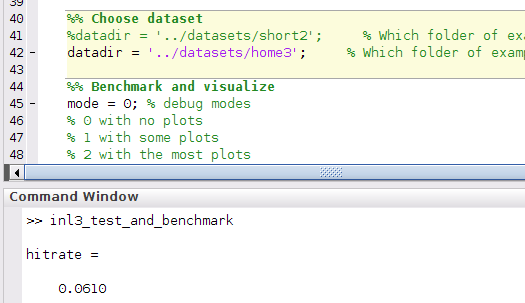 39
40 %% Choose dataset
41 %datadir = '../datasets/short2'; % Which folder of exa
42 - datadir = '../datasets/home3'; % Which folder of examp
43
44 %% Benchmark and visualize
45 - mode = 0; % debug modes
46 % 0 with no plots
47 % 1 with some plots
48 % 2 with the most plots
Command Window
>> inl3_test_and_benchmark
hitrate =
0.0610